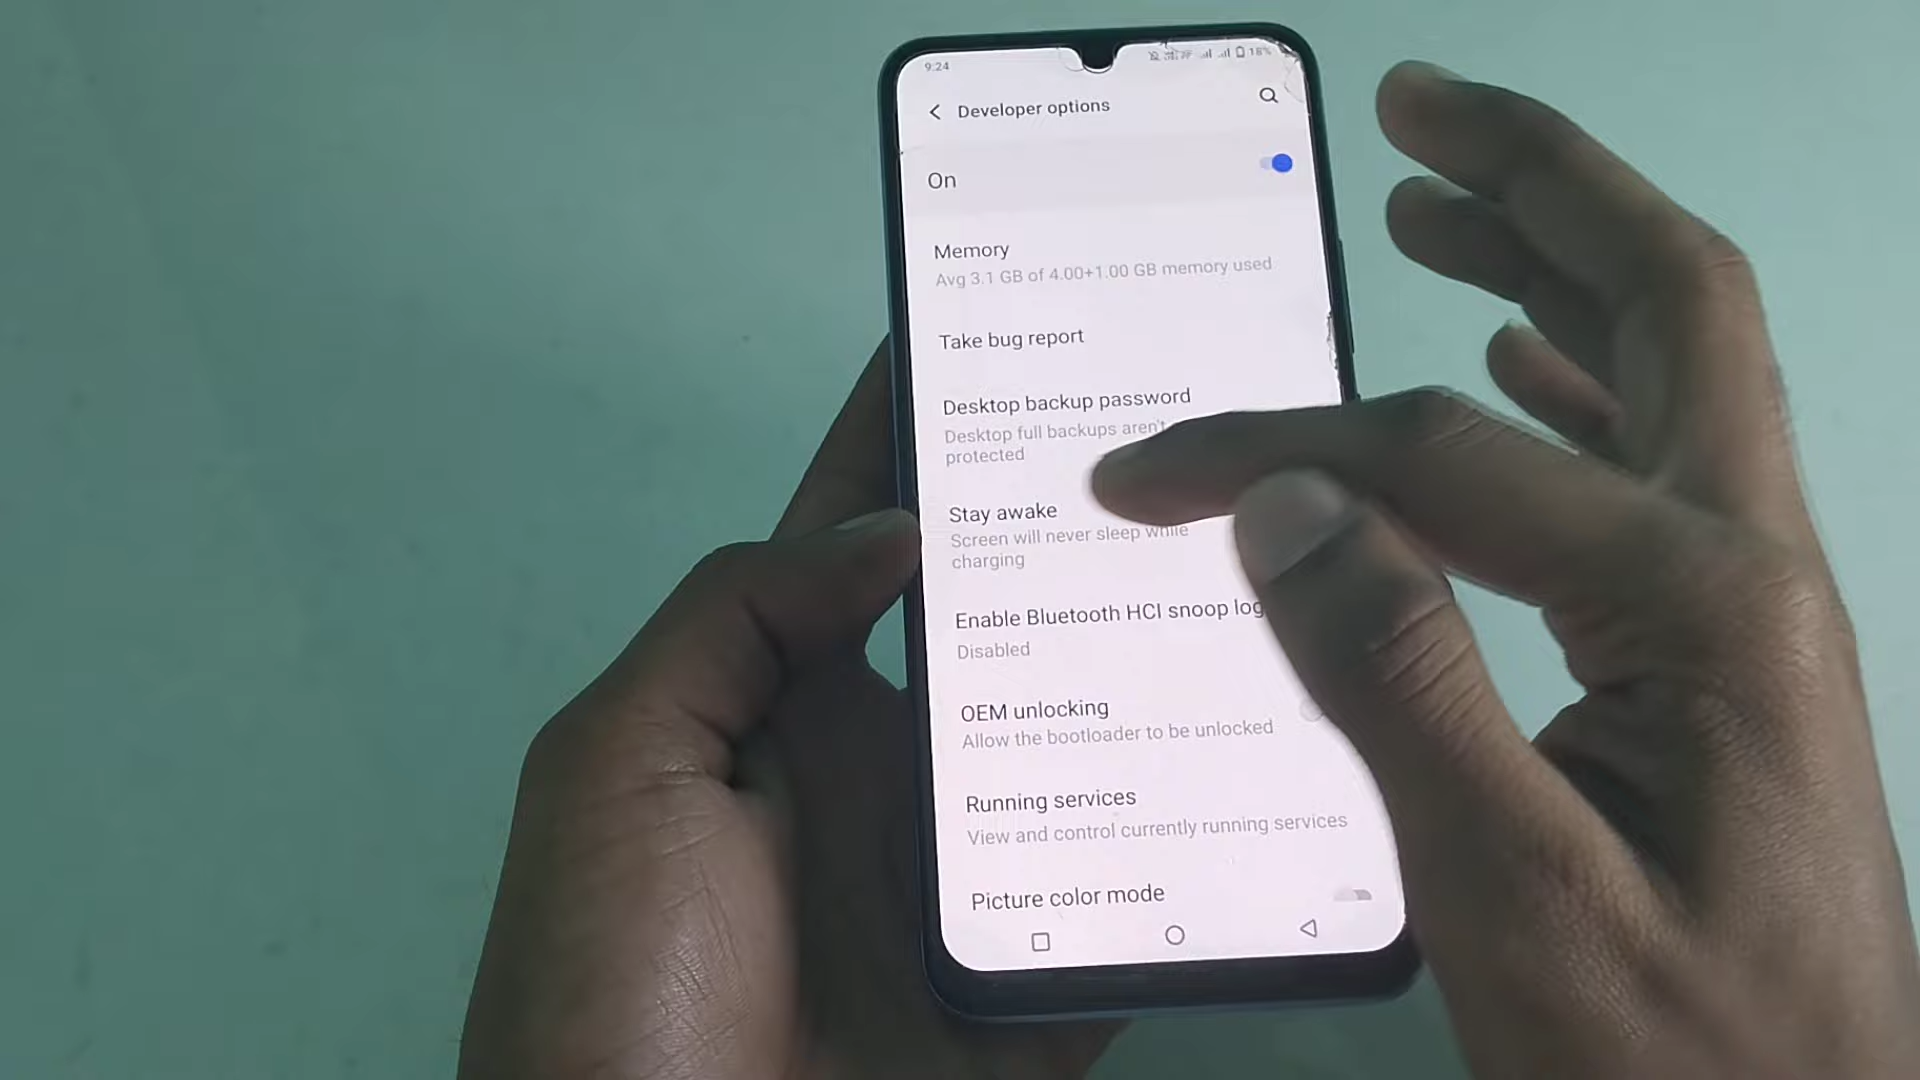 9:24
18%
Developer options
On
Memory
Avg 3.1 GB of 4.00+1.00 GB memory used
Take bug report
Desktop backup password
Desktop full backups aren't
protected
Stay awake
Screen will never sleep while
charging
Enable Bluetooth HCI snoop log
Disabled
OEM unlocking
Allow the bootloader to be unlocked
Running services
View and control currently running services
Picture color mode